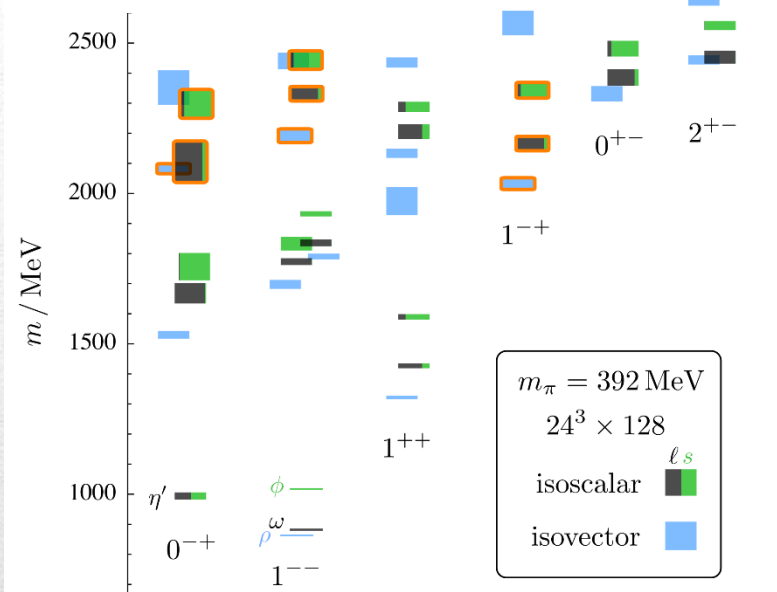 2500
2000
1500
1000
m / MeV
η′
0⁻⁺
ϕ
ω
ρ
1⁻⁻
1⁺⁺
1⁻⁺
0⁺⁻
2⁺⁻
m_π = 392 MeV
24³ × 128
ℓ s
isoscalar
isovector